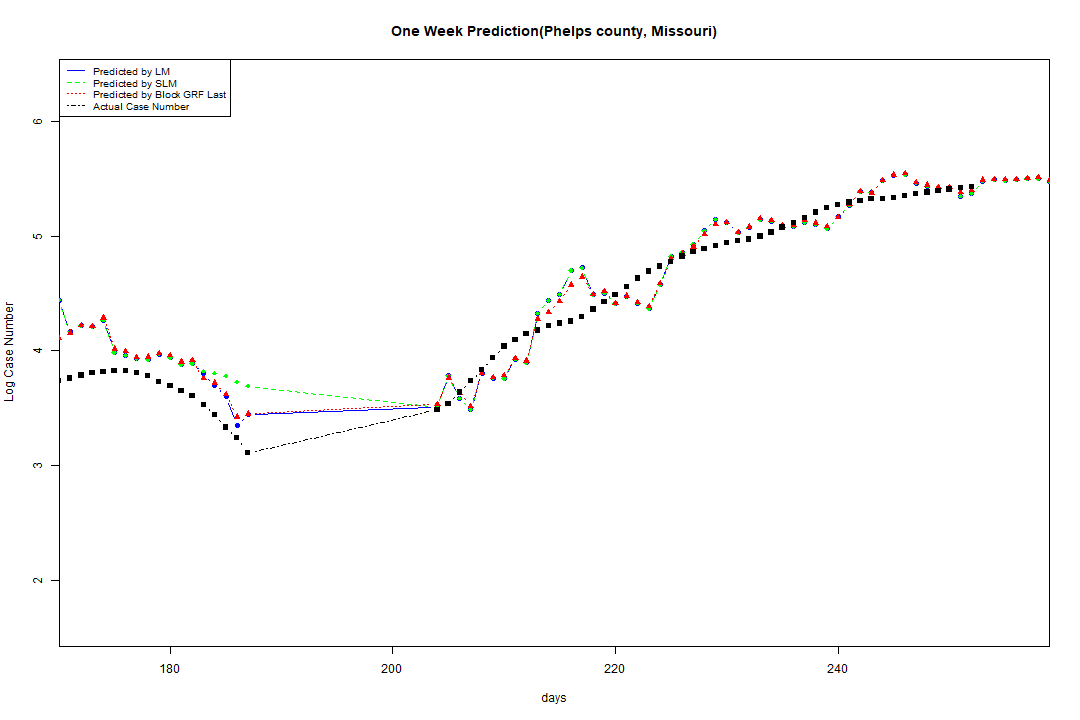 One Week Prediction(Phelps county, Missouri)
Predicted by LM
Predicted by SLM
Predicted by Block GRF Last
Actual Case Number
Log Case Number
6
5
4
3
2
180
200
220
240
days